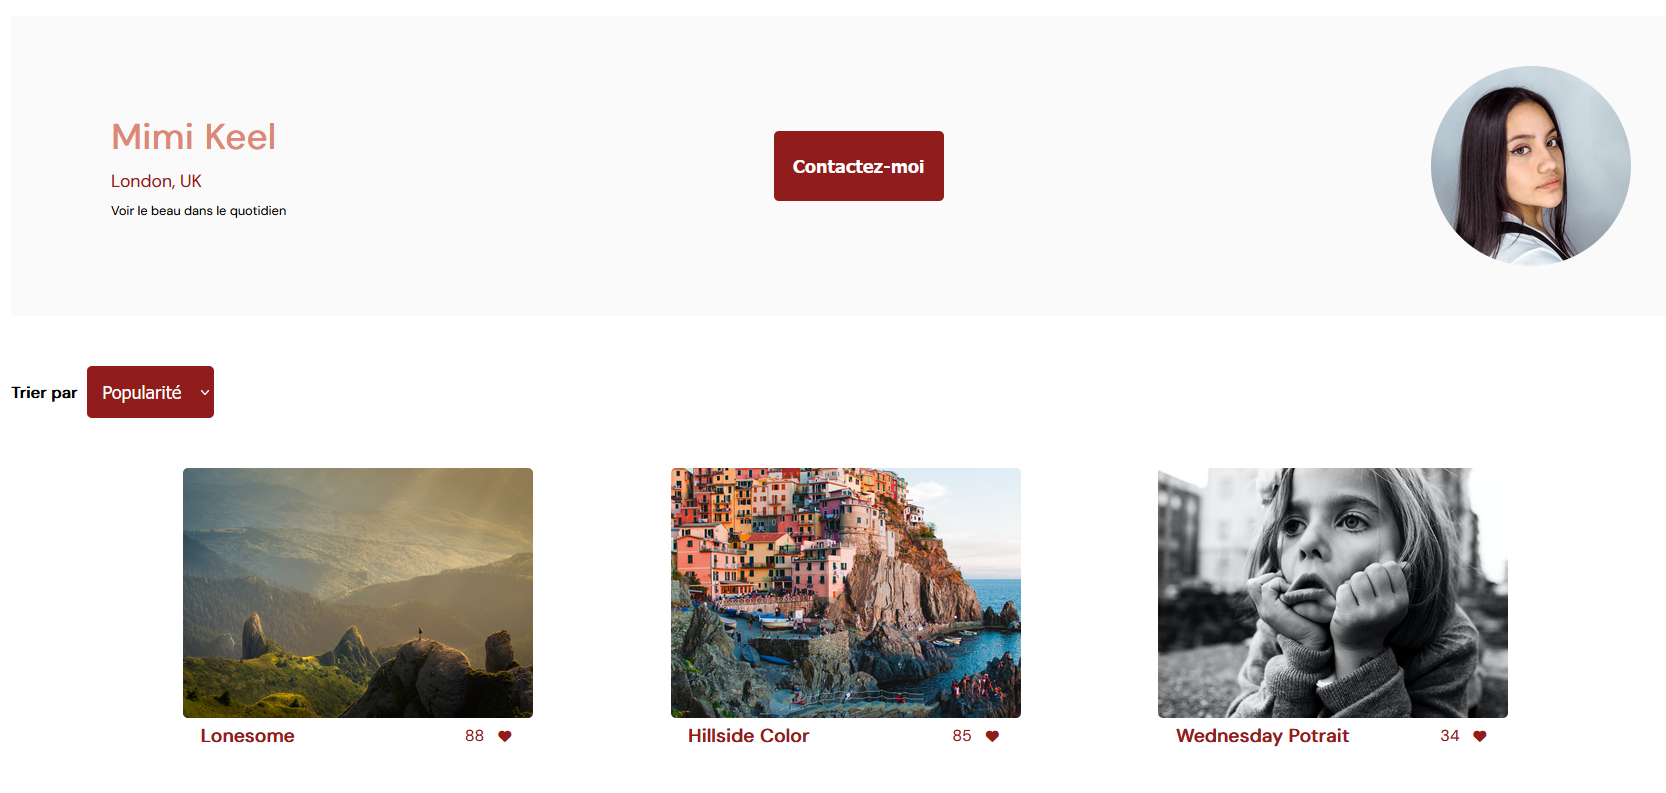 Mimi Keel
London, UK
Voir le beau dans le quotidien
Contactez-moi
Trier par Popularité
Lonesome 88
Hillside Color 85
Wednesday Potrait 34